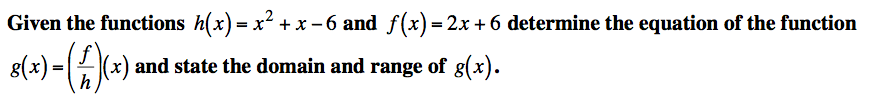 Given the functions h(x) = x² + x – 6 and f(x) = 2x + 6 determine the equation of the function
g(x) = (f/h)(x) and state the domain and range of g(x).